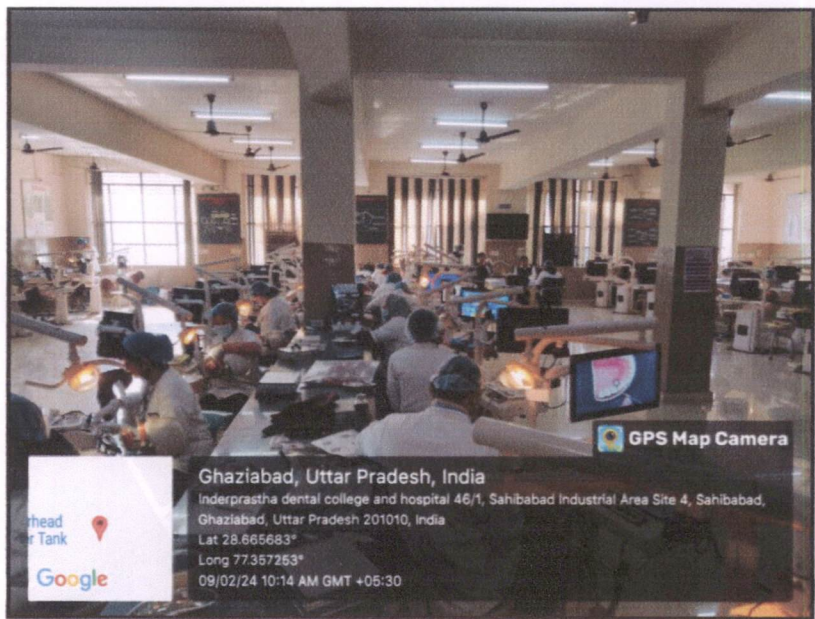 GPS Map Camera
Ghaziabad, Uttar Pradesh, India
Inderprastha dental college and hospital 46/1, Sahibabad Industrial Area Site 4, Sahibabad,
Ghaziabad, Uttar Pradesh 201010, India
Lat 28.665683°
Long 77.357253°
09/02/24 10:14 AM GMT +05:30
rhead
r Tank
Google